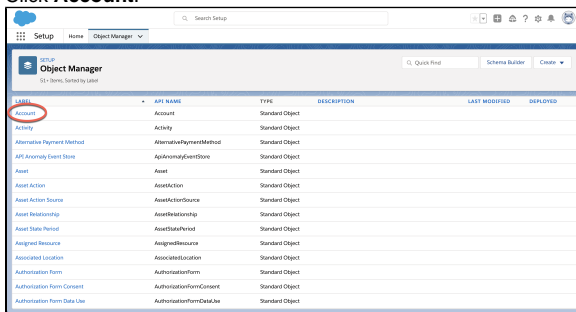 Click Account.
Search Setup
Setup Home Object Manager
SETUP
Object Manager
51+ Items, Sorted by Label
Quick Find
Schema Builder
Create
LABEL API NAME TYPE DESCRIPTION LAST MODIFIED DEPLOYED
Account Account Standard Object
Activity Activity Standard Object
Alternative Payment Method AlternativePaymentMethod Standard Object
API Anomaly Event Store ApiAnomalyEventStore Standard Object
Asset Asset Standard Object
Asset Action AssetAction Standard Object
Asset Action Source AssetActionSource Standard Object
Asset Relationship AssetRelationship Standard Object
Asset State Period AssetStatePeriod Standard Object
Assigned Resource AssignedResource Standard Object
Associated Location AssociatedLocation Standard Object
Authorization Form AuthorizationForm Standard Object
Authorization Form Consent AuthorizationFormConsent Standard Object
Authorization Form Data Use AuthorizationFormDataUse Standard Object